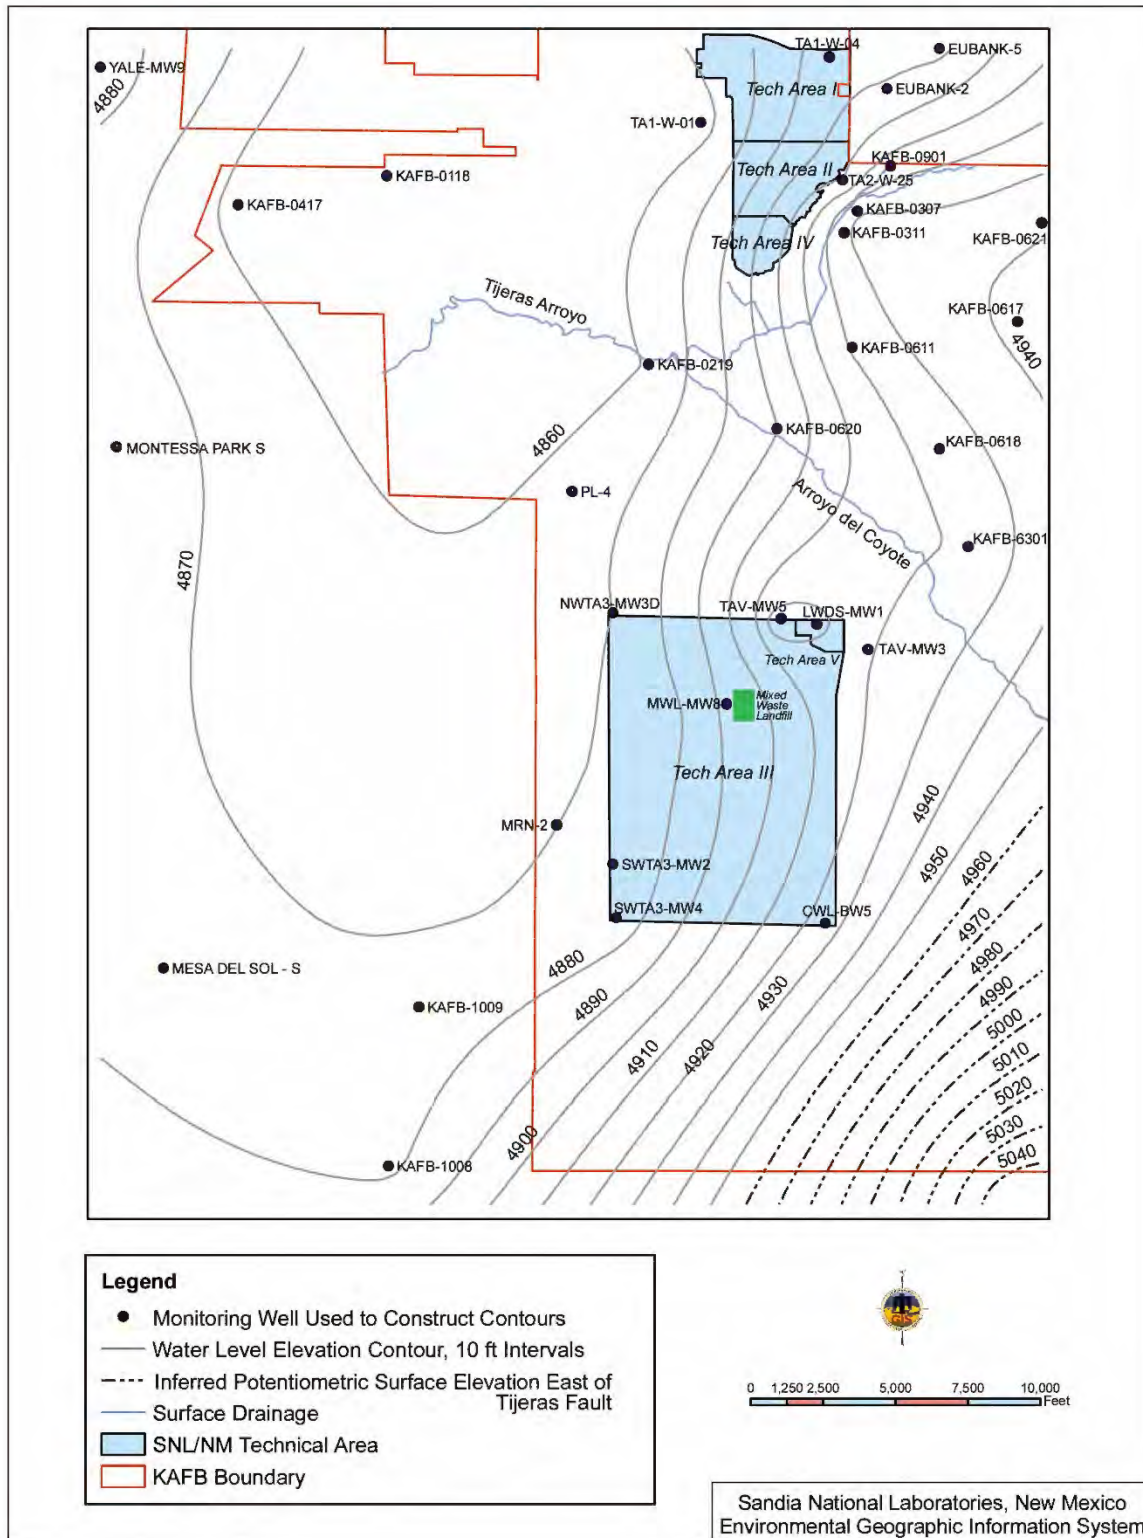 TA1-W-04
EUBANK-5
YALE-MW9
4880
Tech Area I
EUBANK-2
TA1-W-01
KAFB-0901
Tech Area II
TA2-W-25
KAFB-0118
KAFB-0417
KAFB-0307
KAFB-0621
KAFB-0311
Tech Area IV
Tijeras
Arroyo
KAFB-0617
4940
KAFB-0611
KAFB-0219
KAFB-0620
4860
KAFB-0618
MONTESSA PARK S
PL-4
Arroyo del Coyote
KAFB-6301
4870
NWTA3-MW3D
TAV-MW5
LWDS-MW1
TAV-MW3
Tech Area V
MWL-MW8
Mixed
Waste
Landfill
Tech Area III
4940
MRN-2
4950
4960
SWTA3-MW2
4970
SWTA3-MW4
CWL-BW5
4980
4880
MESA DEL SOL - S
4990
4930
4890
KAFB-1009
5000
5010
4910
4920
5020
4900
5030
5040
KAFB-1008
Legend
Monitoring Well Used to Construct Contours
Water Level Elevation Contour, 10 ft Intervals
Inferred Potentiometric Surface Elevation East of
Tijeras Fault
Surface Drainage
SNL/NM Technical Area
KAFB Boundary
GIS
0 1,250 2,500 5,000 7,500 10,000
Feet
Sandia National Laboratories, New Mexico
Environmental Geographic Information System